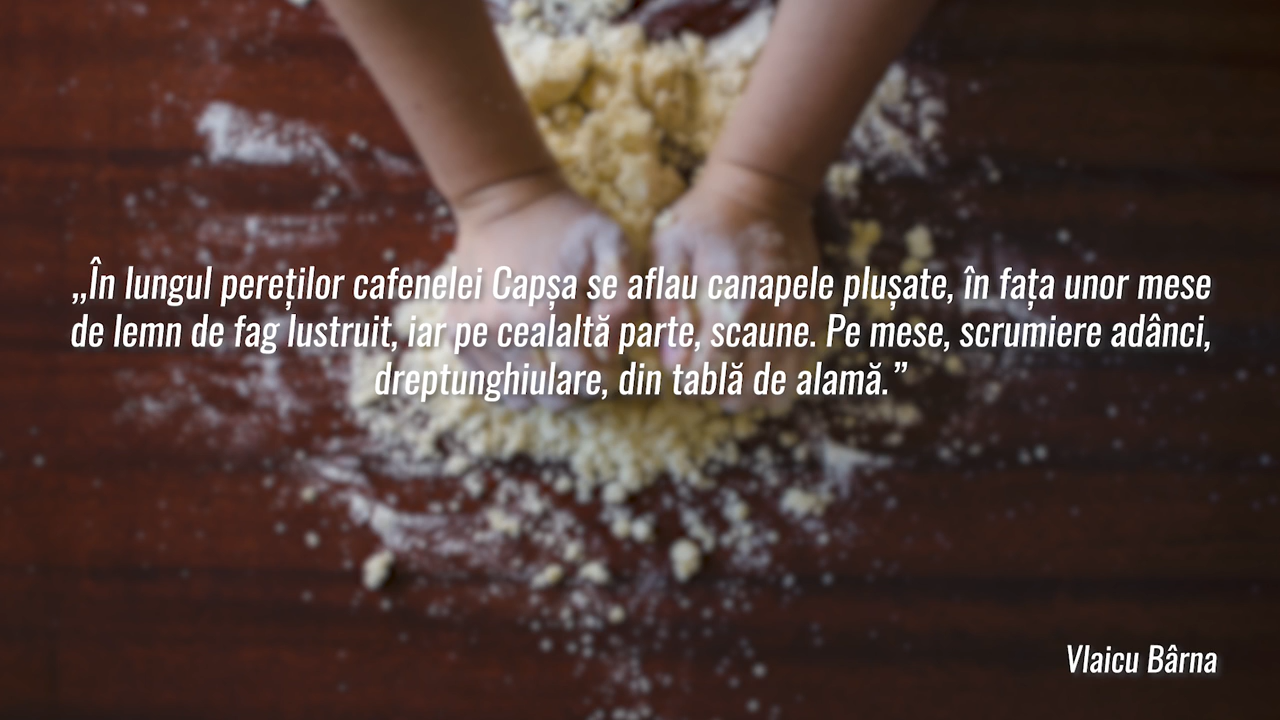 „În lungul pereților cafenelei Capșa se aflau canapele plușate, în fața unor mese
de lemn de fag lustruit, iar pe cealaltă parte, scaune. Pe mese, scrumiere adânci,
dreptunghiulare, din tablă de alamă.”
Vlaicu Bârna